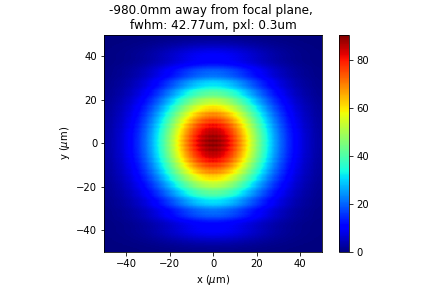 -980.0mm away from focal plane,
fwhm: 42.77um, pxl: 0.3um
40
20
0
−20
−40
y (μm)
−40 −20 0 20 40
x (μm)
80
60
40
20
0